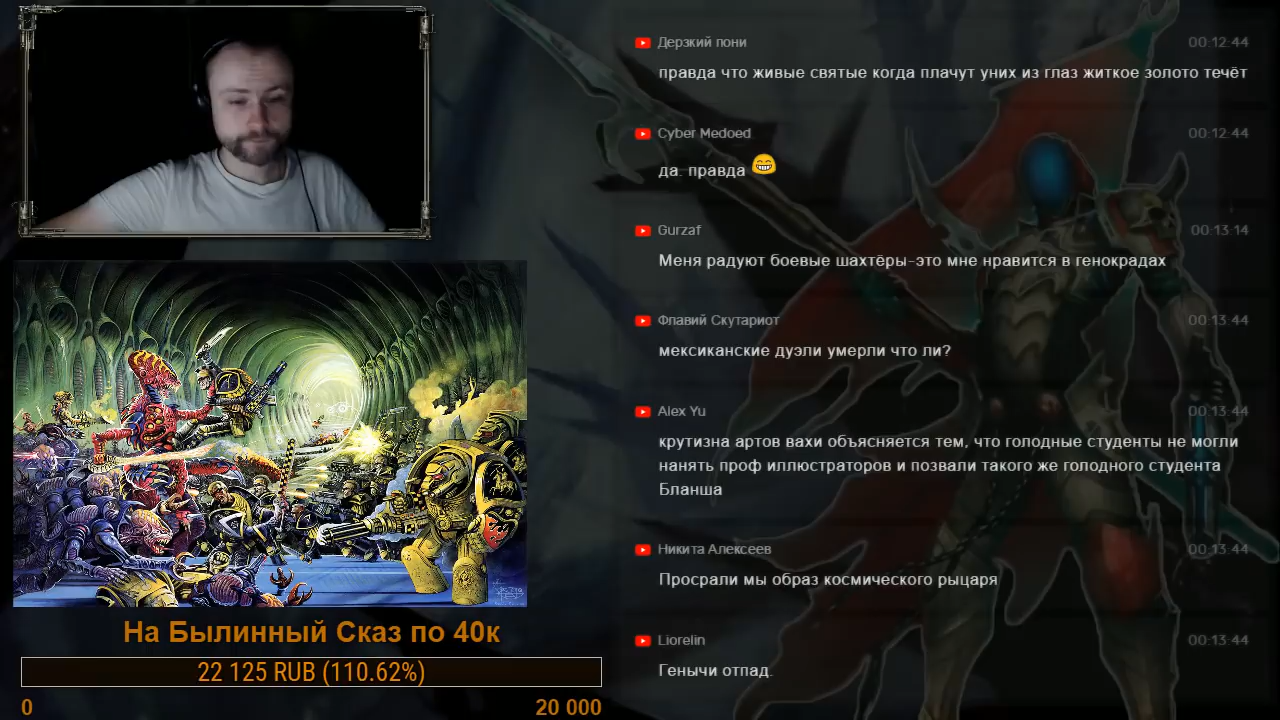 Дерзкий пони 00:12:44
правда что живые святые когда плачут уних из глаз житкое золото течёт
Cyber Medoed 00:12:44
да. правда 😁
Gurzaf 00:13:14
Меня радуют боевые шахтёры-это мне нравится в генокрадах
Флавий Скутариот 00:13:44
мексиканские дуэли умерли что ли?
Alex Yu 00:13:44
крутизна артов вахи объясняется тем, что голодные студенты не могли
нанять проф иллюстраторов и позвали такого же голодного студента
Бланша
Никита Алексеев 00:13:44
Просрали мы образ космического рыцаря
Liorelin 00:13:44
Генычи отпад.
На Былинный Сказ по 40к
22 125 RUB (110.62%)
0 20 000